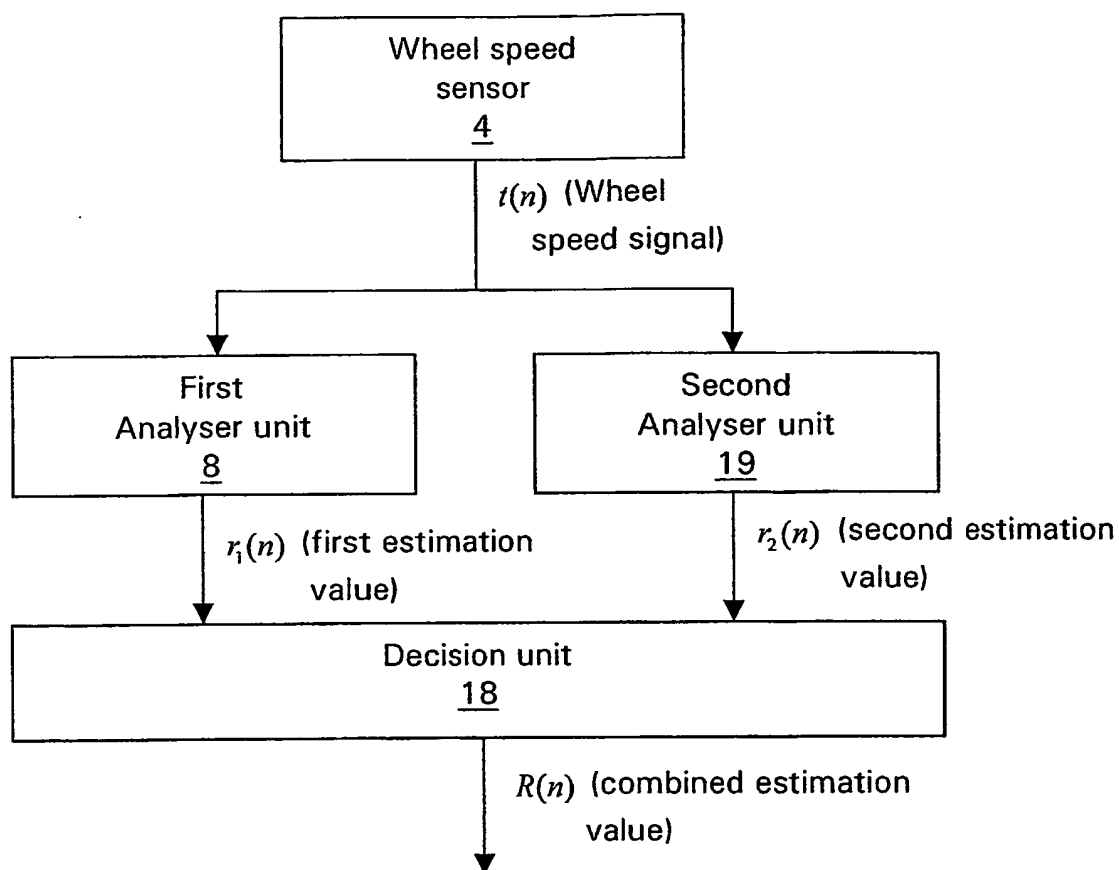 Wheel speed
sensor
4
t(n) (Wheel
speed signal)
First
Analyser unit
8
Second
Analyser unit
19
r₁(n) (first estimation
value)
r₂(n) (second estimation
value)
Decision unit
18
R(n) (combined estimation
value)